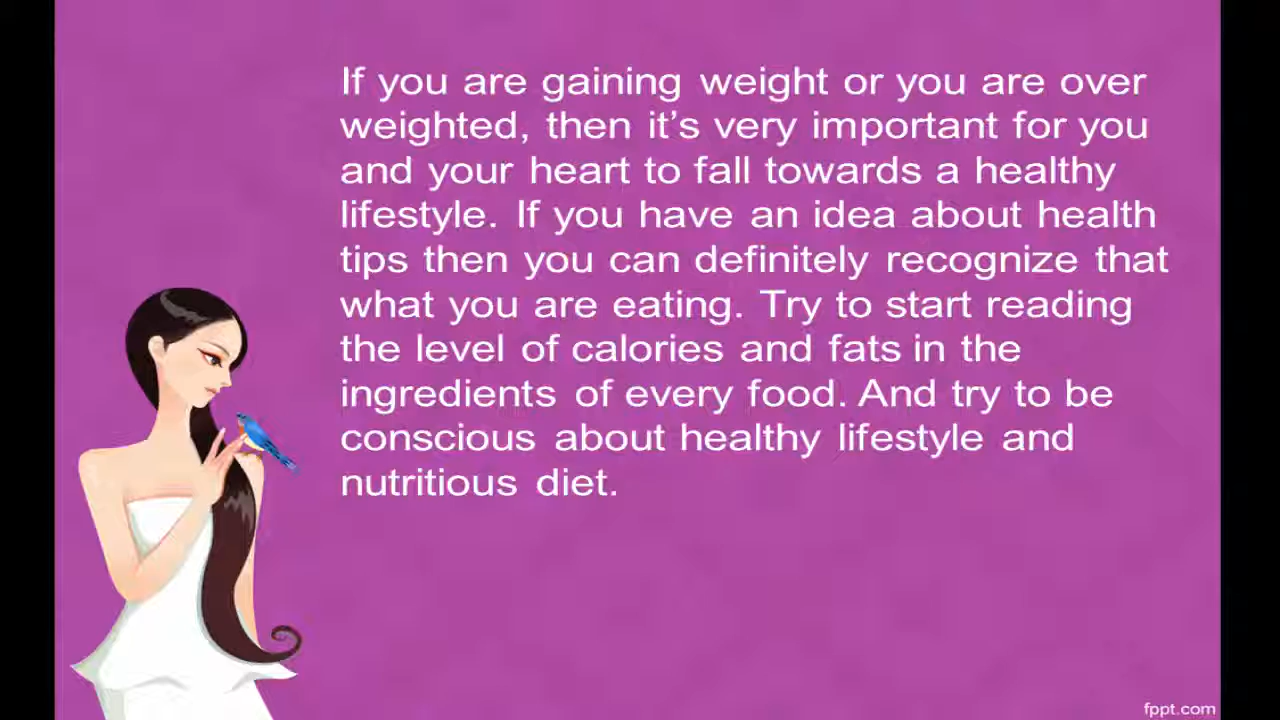 If you are gaining weight or you are over
weighted, then it’s very important for you
and your heart to fall towards a healthy
lifestyle. If you have an idea about health
tips then you can definitely recognize that
what you are eating. Try to start reading
the level of calories and fats in the
ingredients of every food. And try to be
conscious about healthy lifestyle and
nutritious diet.
fppt.com